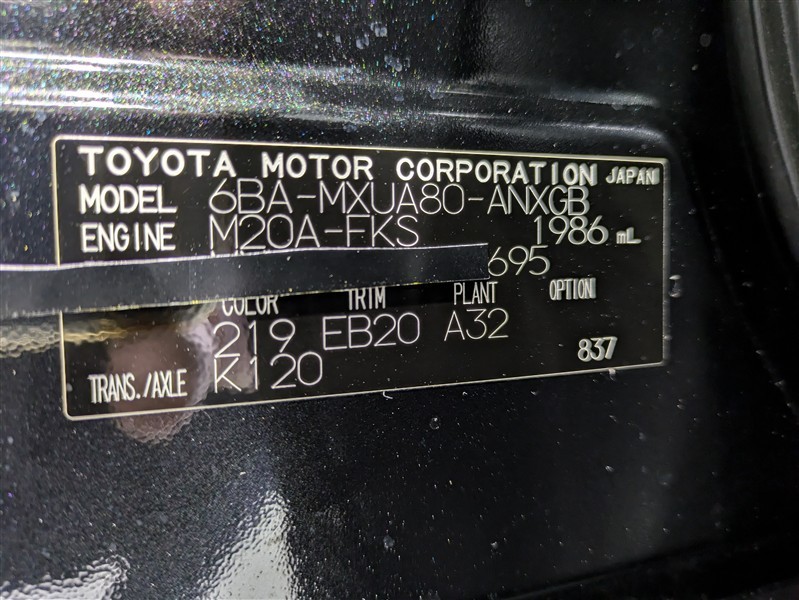 TOYOTA MOTOR CORPORATION JAPAN
MODEL 6BA-MXUA80-ANXGB
ENGINE M20A-FKS 1986 mL
695
COLOR TRIM PLANT OPTION
219 EB20 A32
837
TRANS./AXLE K120